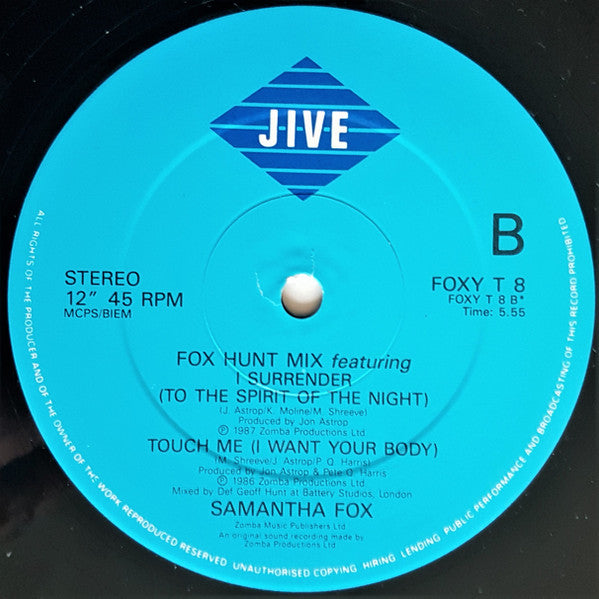 JIVE
B
STEREO
12" 45 RPM
MCPS/BIEM
FOXY T 8
FOXY T 8 B*
Time: 5.55
FOX HUNT MIX featuring
I SURRENDER
(TO THE SPIRIT OF THE NIGHT)
(J. Astrop/K. Moline/M. Shreeve)
Produced by Jon Astrop
℗ 1987 Zomba Productions Ltd
TOUCH ME (I WANT YOUR BODY)
(M. Shreeve/J. Astrop/P. Q. Harris)
Produced by Jon Astrop & Pete Q. Harris
℗ 1986 Zomba Productions Ltd
Mixed by Def Geoff Hunt at Battery Studios, London
SAMANTHA FOX
Zomba Music Publishers Ltd
An original sound recording made by
Zomba Productions Ltd
ALL RIGHTS OF THE PRODUCER AND OF THE OWNER OF THE WORK REPRODUCED RESERVED. UNAUTHORISED COPYING, HIRING, LENDING, PUBLIC PERFORMANCE AND BROADCASTING OF THIS RECORD PROHIBITED